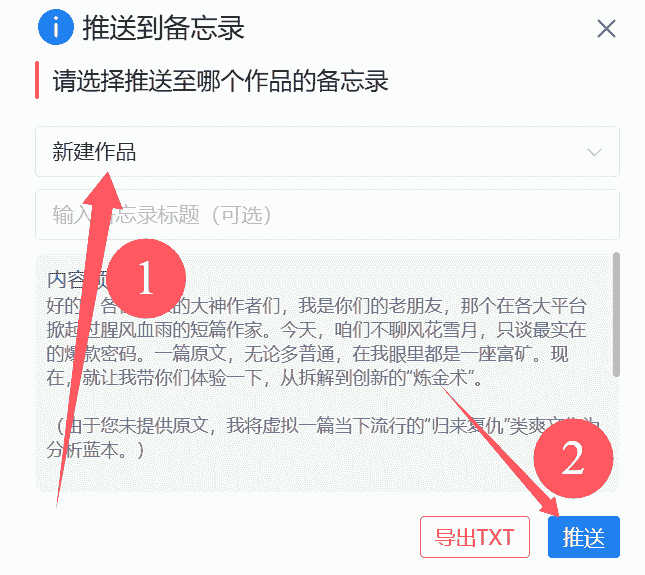 推送到备忘录
请选择推送至哪个作品的备忘录
新建作品
输入 忘录标题（可选）
1
内容
好的 各 的大神作者们，我是你们的老朋友，那个在各大平台
掀起过腥风血雨的短篇作家。今天，咱们不聊风花雪月，只谈最实在
的爆款密码。一篇原文，无论多普通，在我眼里都是一座富矿。现
在，就让我带你们体验一下，从拆解到创新的“炼金术”。
（由于您未提供原文，我将虚拟一篇当下流行的“归来复仇”类爽文作为
分析蓝本。）
2
导出TXT
推送